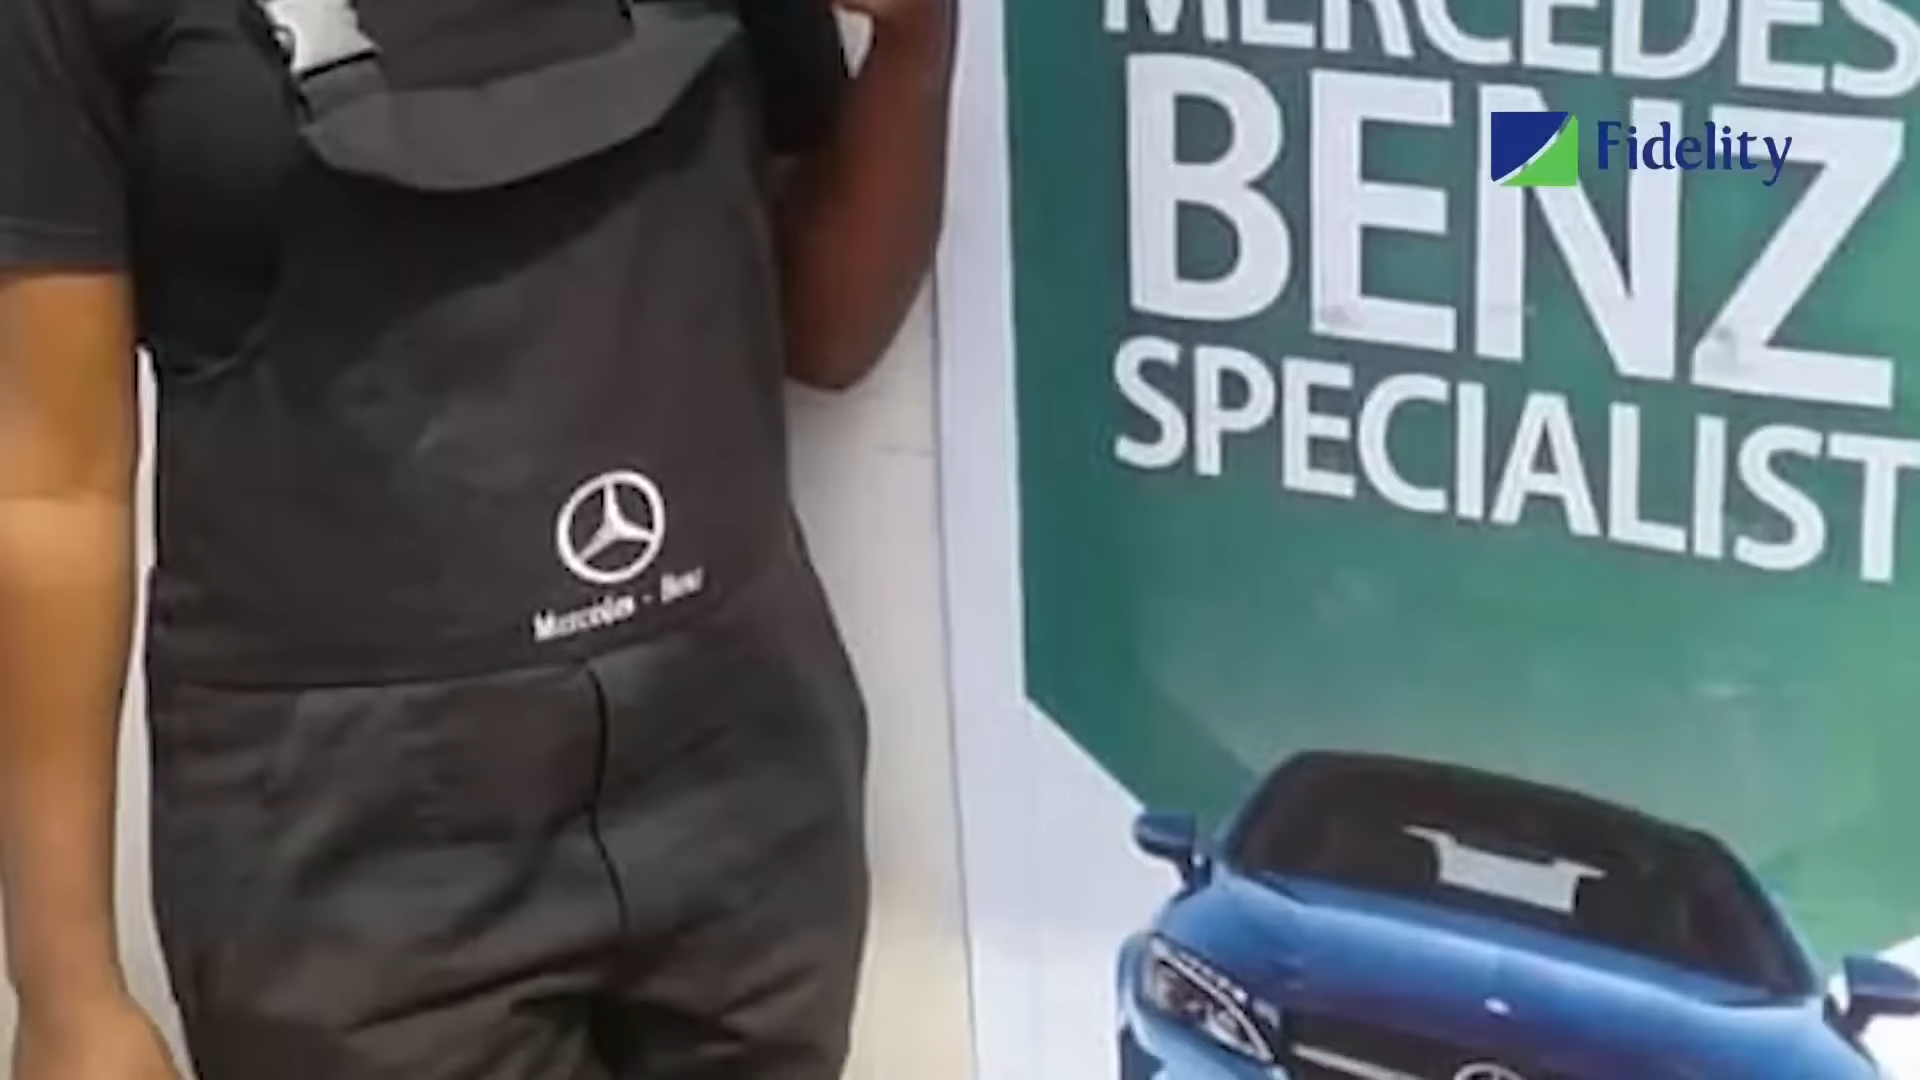 MERCEDES
BENZ
Fidelity
SPECIALIST
Mercedes - Benz